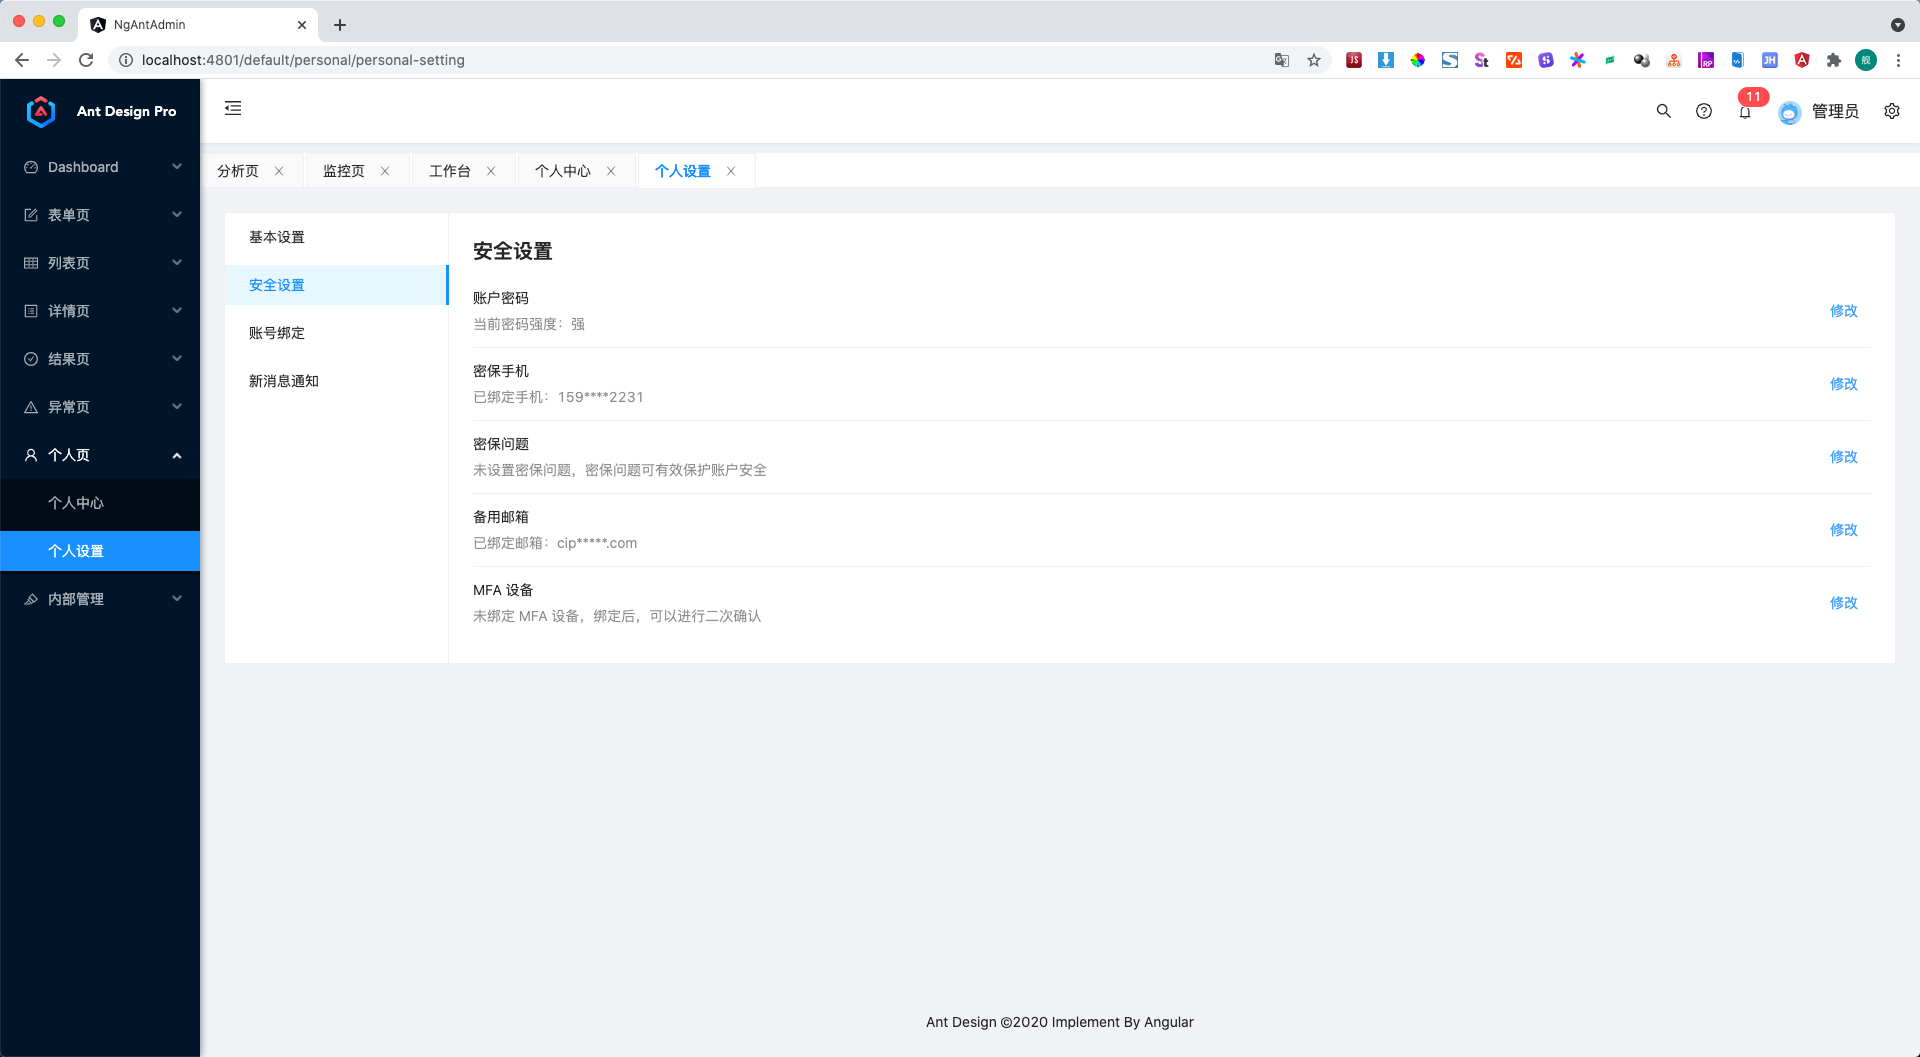 NgAntAdmin
localhost:4801/default/personal/personal-setting
Ant Design Pro
11
管理员
Dashboard
表单页
列表页
详情页
结果页
异常页
个人页
个人中心
个人设置
内部管理
分析页
监控页
工作台
个人中心
个人设置
基本设置
安全设置
账号绑定
新消息通知
安全设置
账户密码
当前密码强度：强
修改
密保手机
已绑定手机：159****2231
修改
密保问题
未设置密保问题，密保问题可有效保护账户安全
修改
备用邮箱
已绑定邮箱：cip*****.com
修改
MFA 设备
未绑定 MFA 设备，绑定后，可以进行二次确认
修改
Ant Design ©2020 Implement By Angular